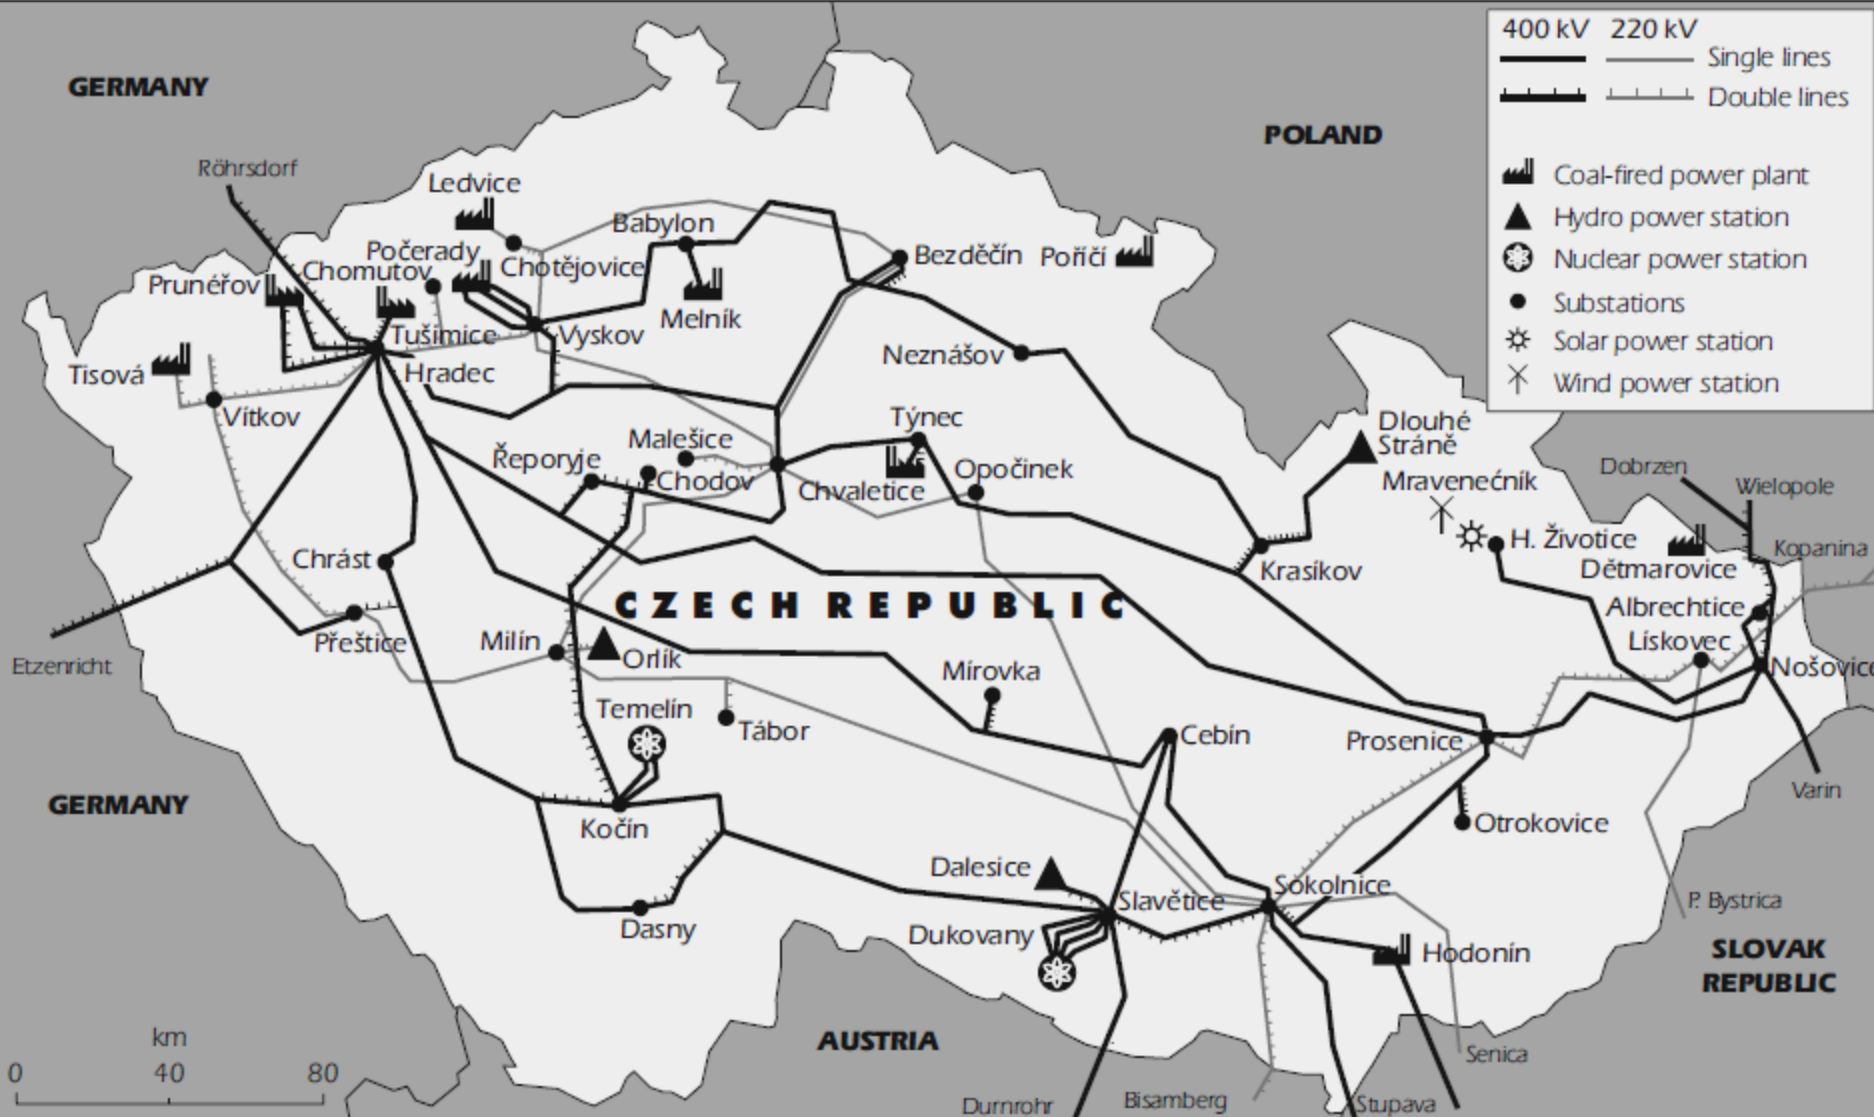 GERMANY
POLAND
400 kV 220 kV
Single lines
Double lines
Coal-fired power plant
Hydro power station
Nuclear power station
Substations
Solar power station
Wind power station
Röhrsdorf
Ledvice
Babylon
Počerady
Chotějovice
Bezděčín
Poříčí
Chomutov
Prunéřov
Melník
Tušimice
Vyskov
Neznášov
Tisová
Hradec
Vítkov
Týnec
Dlouhé
Stráně
Malešice
Řeporyje
Chodov
Opočinek
Chvaletice
Mravenećník
Dobrzen
Wielopole
H. Životice
Kopanina
Chrást
Krasíkov
Dětmarovice
CZECH REPUBLIC
Albrechtice
Přeštice
Milín
Orlík
Lískovec
Etzenricht
Mírovka
Nošovice
Temelín
Tábor
Cebín
Prosenice
GERMANY
Varin
Kočín
Otrokovice
Dalesice
Sokolnice
Slavětice
P. Bystrica
Dasny
Dukovany
Hodonín
SLOVAK
REPUBLIC
km
AUSTRIA
0 40 80
Senica
Durnrohr
Bisamberg
Stupava